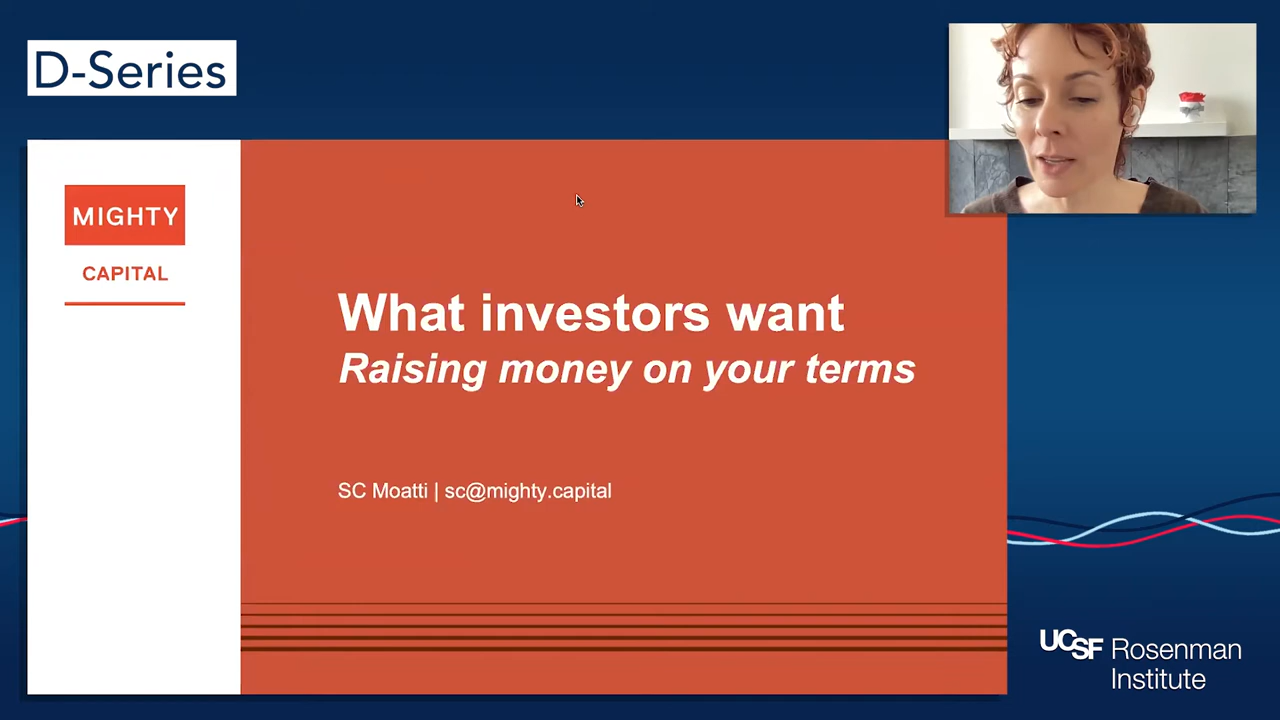 D-Series
MIGHTY
CAPITAL
What investors want
Raising money on your terms
SC Moatti | sc@mighty.capital
UCSF Rosenman
Institute